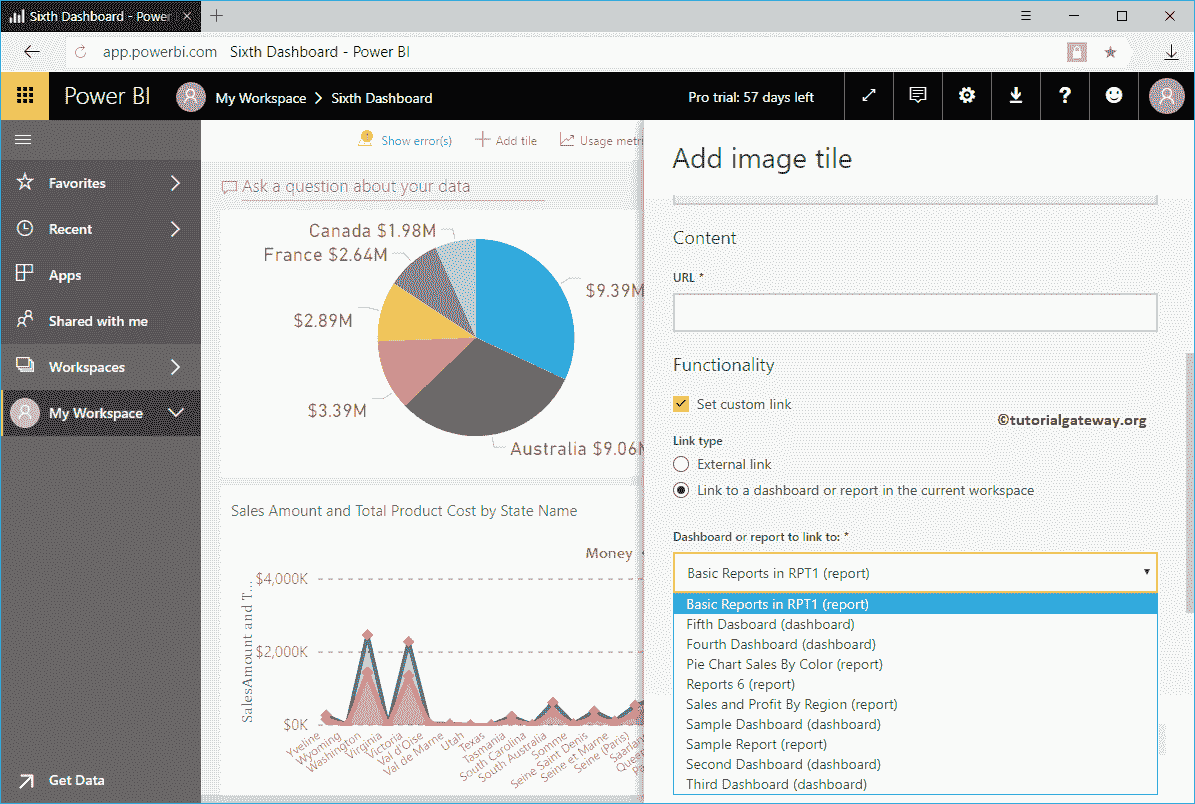 Sixth Dashboard - Power
app.powerbi.com Sixth Dashboard - Power BI
Power BI My Workspace > Sixth Dashboard Pro trial: 57 days left
Favorites
Recent
Apps
Shared with me
Workspaces
My Workspace
Get Data
Show error(s) Add tile Usage metri
Ask a question about your data
Canada $1.98M
France $2.64M
$9.39M
$2.89M
$3.39M
Australia $9.06M
Sales Amount and Total Product Cost by State Name
Money
SalesAmount and T...
$4,000K
$2,000K
$0K
Yveline
Wyoming
Washington
Virginia
Victoria
Val d'Oise
Val de Marne
Utah
Texas
Tasmania
South Carolina
South Australia
Somme
Seine Saint Denis
Seine et Marne
Seine (Paris)
Saarlan
Quee
Pa
Add image tile
Content
URL *
Functionality
Set custom link
©tutorialgateway.org
Link type
External link
Link to a dashboard or report in the current workspace
Dashboard or report to link to: *
Basic Reports in RPT1 (report)
Basic Reports in RPT1 (report)
Fifth Dasboard (dashboard)
Fourth Dashboard (dashboard)
Pie Chart Sales By Color (report)
Reports 6 (report)
Sales and Profit By Region (report)
Sample Dashboard (dashboard)
Sample Report (report)
Second Dashboard (dashboard)
Third Dashboard (dashboard)